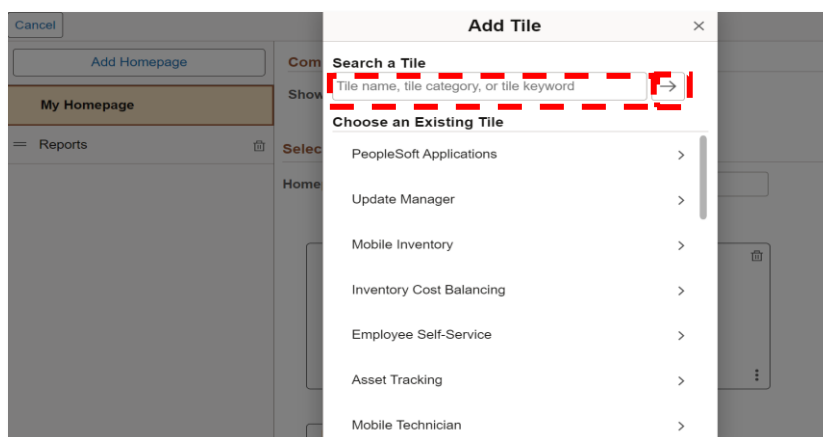 Cancel
Add Tile
Add Homepage
Com
Search a Tile
Tile name, tile category, or tile keyword
My Homepage
Show
Choose an Existing Tile
Reports
Selec
PeopleSoft Applications
Home
Update Manager
Mobile Inventory
Inventory Cost Balancing
Employee Self-Service
Asset Tracking
Mobile Technician